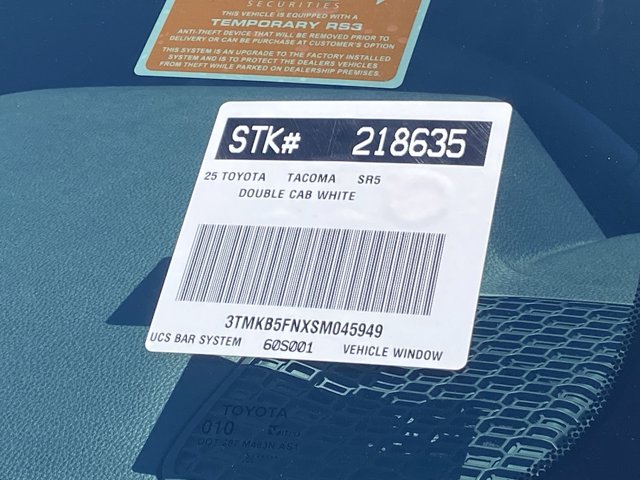 SECURITIES
THIS VEHICLE IS EQUIPPED WITH A
TEMPORARY RS3
ANTI-THEFT DEVICE THAT WILL BE REMOVED PRIOR TO
DELIVERY OR CAN BE PURCHASED AT CUSTOMER'S OPTION
THIS SYSTEM IS AN UPGRADE TO THE FACTORY INSTALLED
SYSTEM AND IS TO PROTECT THE DEALERS VEHICLES
FROM THEFT WHILE PARKED ON DEALERSHIP PREMISES.
STK# 218635
25 TOYOTA TACOMA SR5
DOUBLE CAB WHITE
3TMKB5FNXSM045949
UCS BAR SYSTEM 60S001 VEHICLE WINDOW
TOYOTA
010